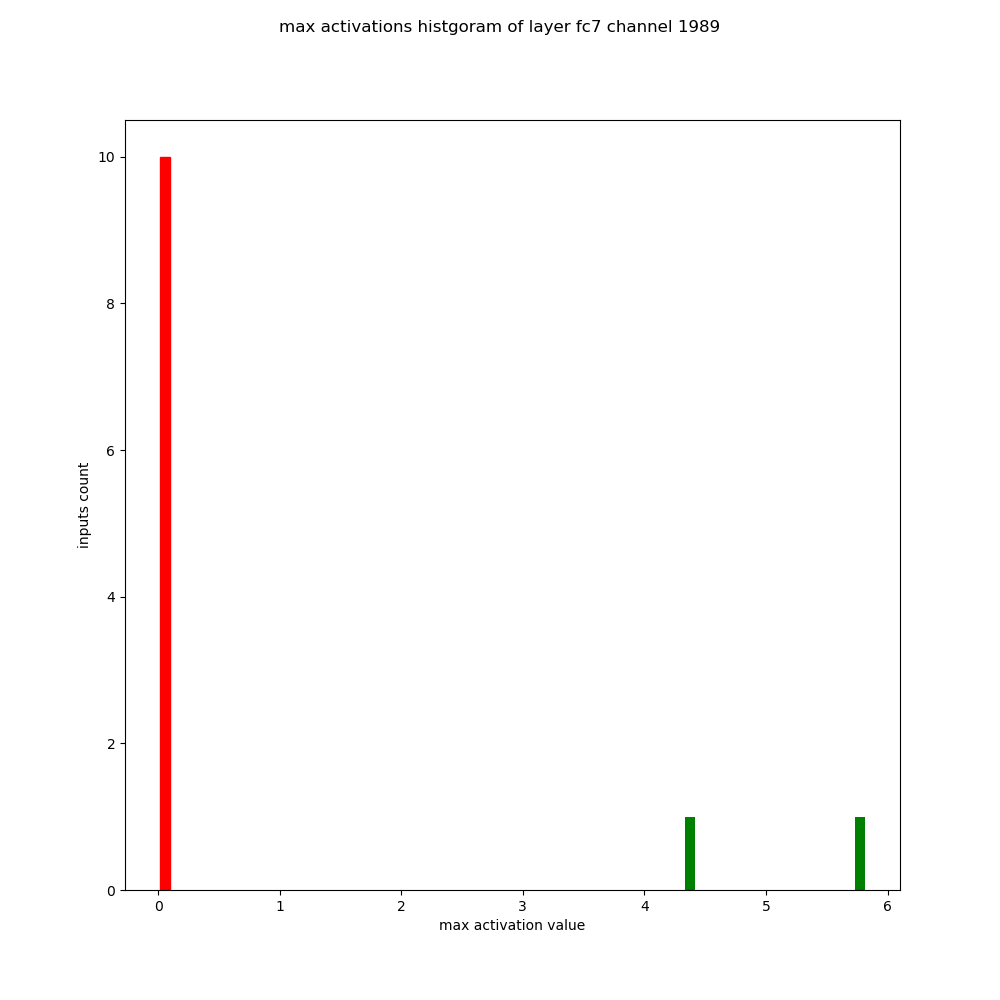 max activations histgoram of layer fc7 channel 1989
10
8
6
4
2
0
inputs count
0 1 2 3 4 5 6
max activation value